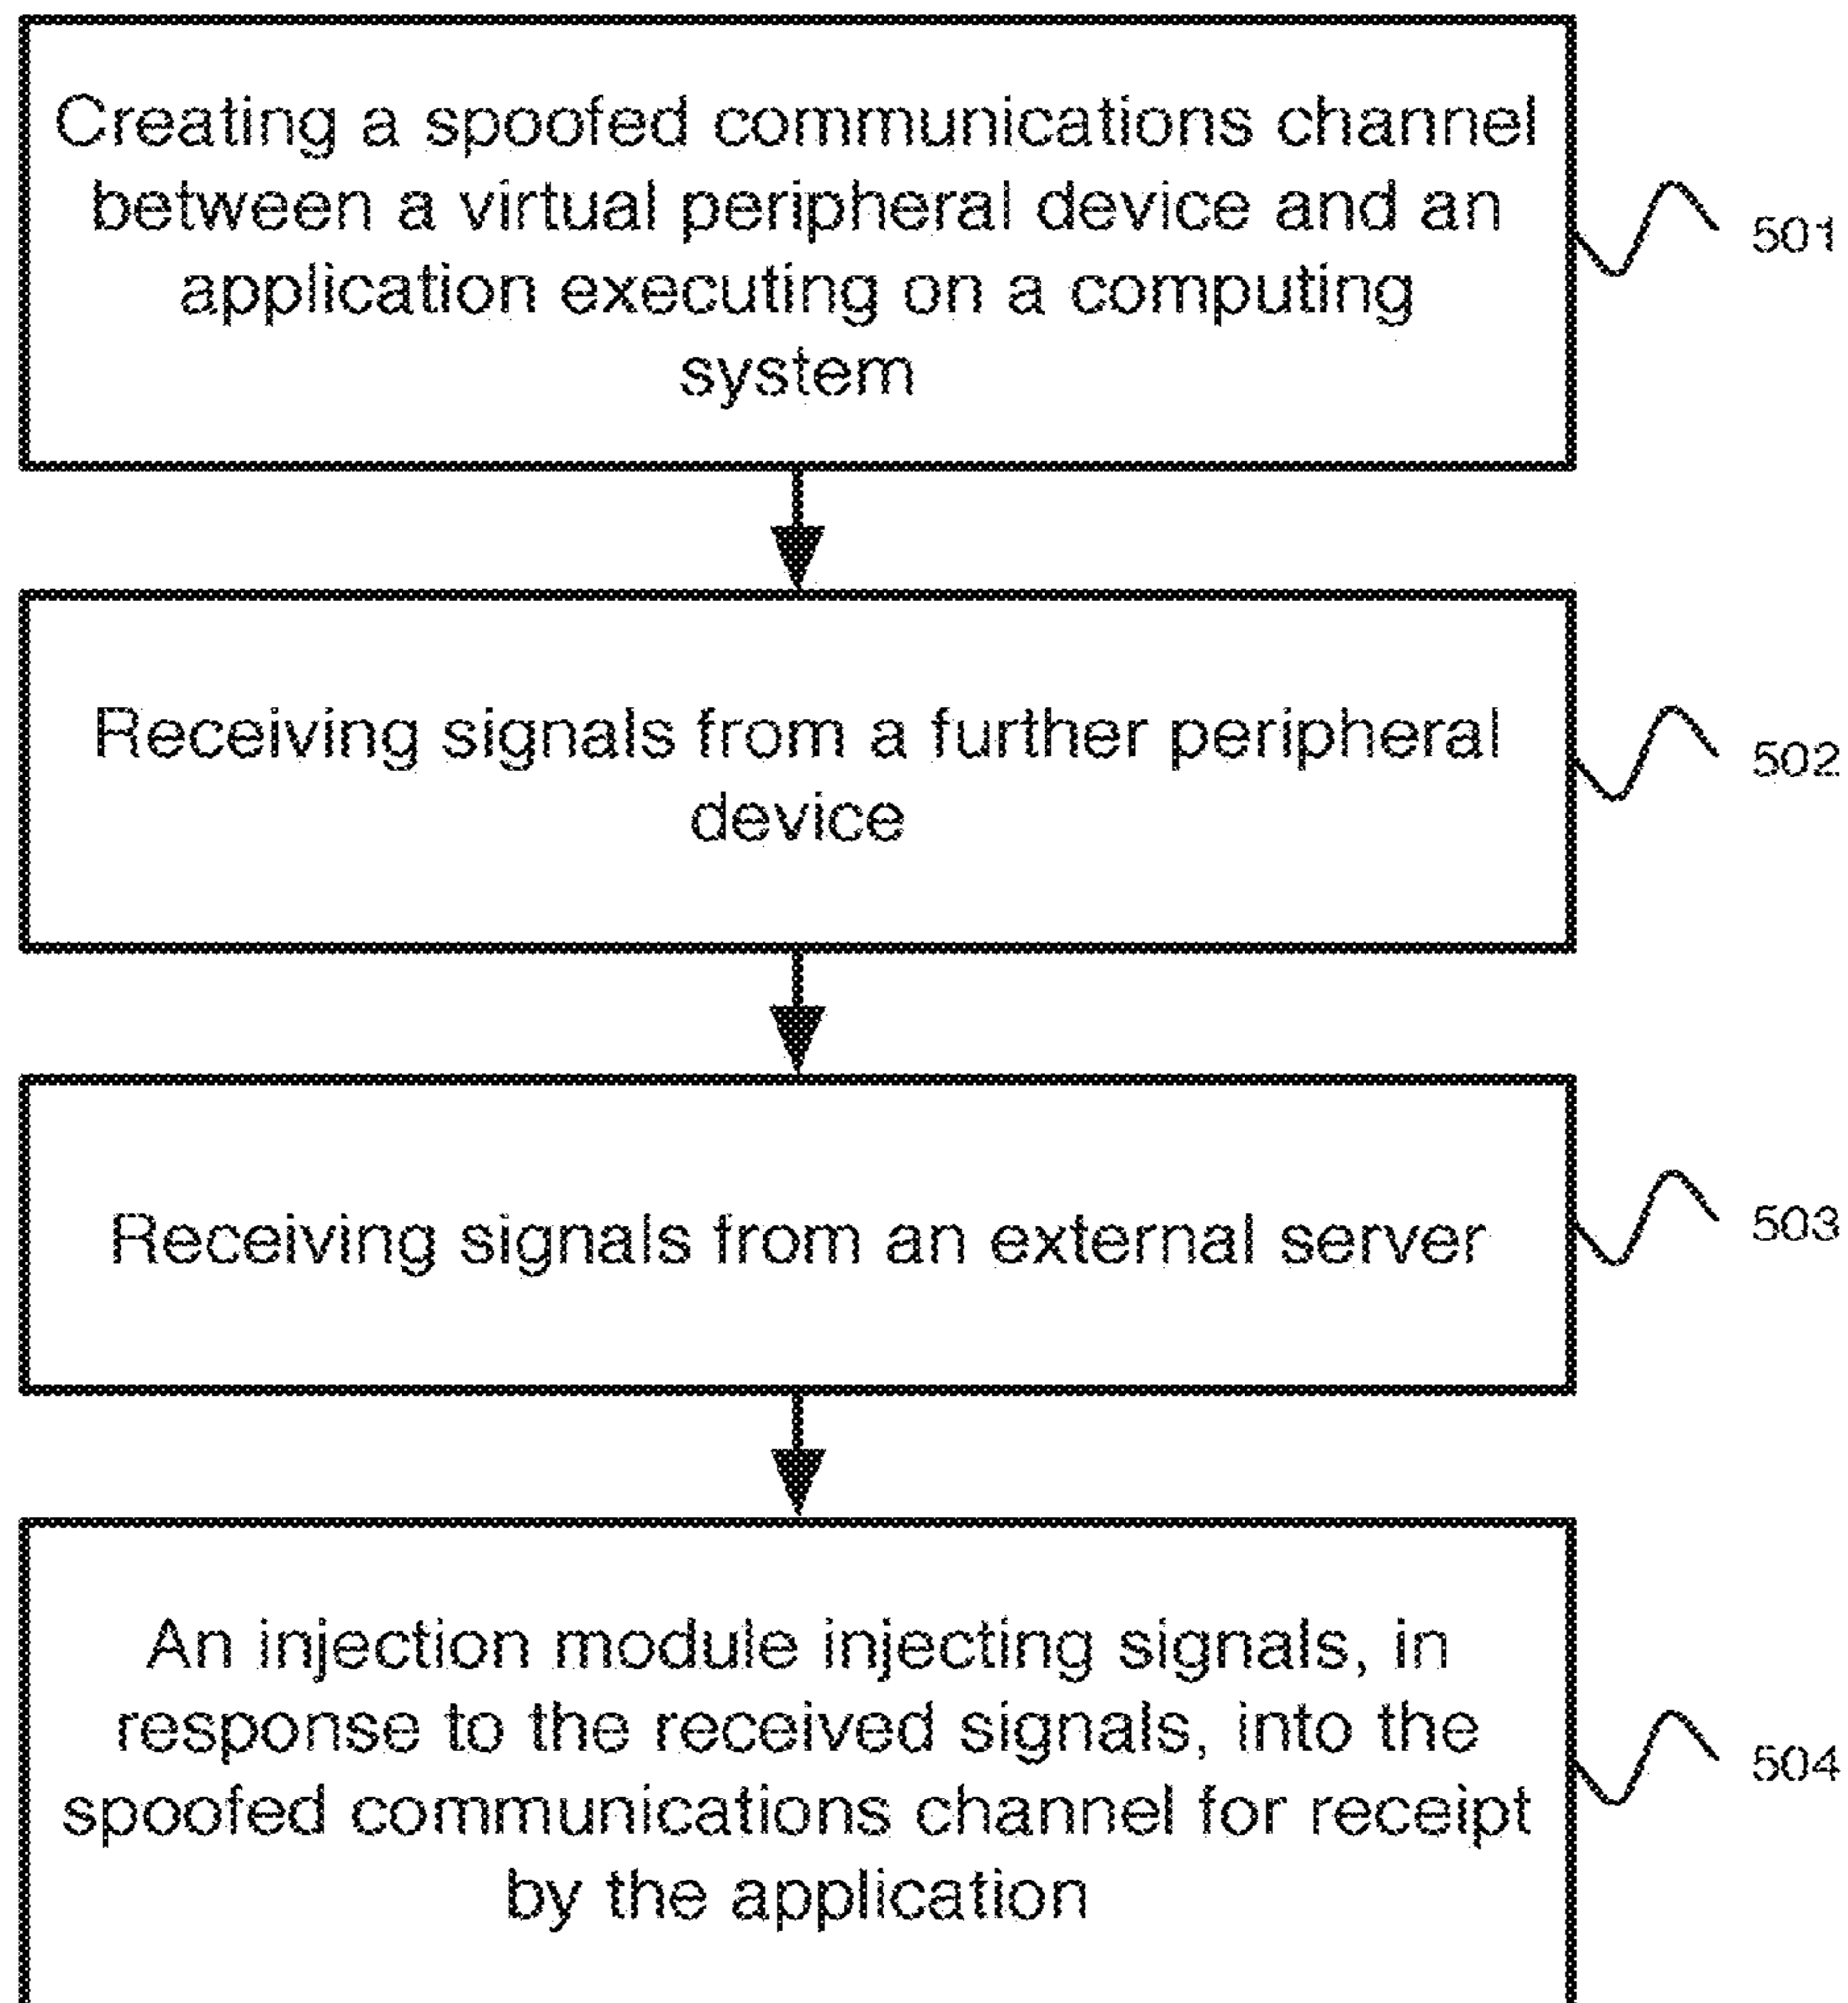 Creating a spoofed communications channel
between a virtual peripheral device and an
application executing on a computing
system
501
Receiving signals from a further peripheral
device
502
Receiving signals from an external server
503
An injection module injecting signals, in
response to the received signals, into the
spoofed communications channel for receipt
by the application
504